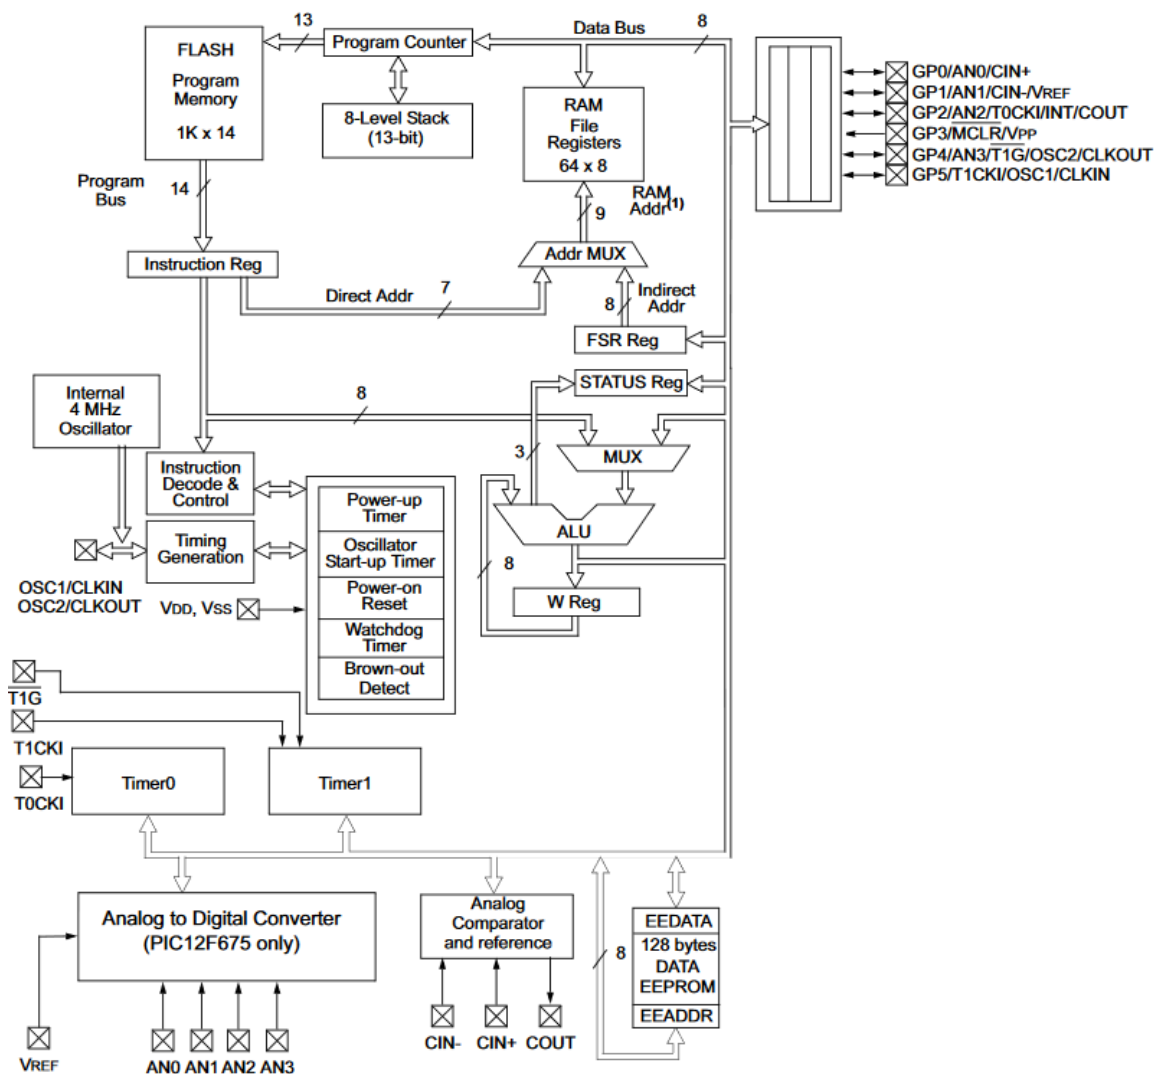 FLASH
Program
Memory
1K x 14
13
Program Counter
8-Level Stack
(13-bit)
Data Bus
8
RAM
File
Registers
64 x 8
GP0/AN0/CIN+
GP1/AN1/CIN-/VREF
GP2/AN2/T0CKI/INT/COUT
GP3/MCLR/VPP
GP4/AN3/T1G/OSC2/CLKOUT
GP5/T1CKI/OSC1/CLKIN
Program
Bus
14
RAM
Addr(1)
9
Instruction Reg
Addr MUX
Direct Addr
7
Indirect
Addr
8
FSR Reg
STATUS Reg
Internal
4 MHz
Oscillator
8
3
MUX
Instruction
Decode &
Control
Power-up
Timer
ALU
Timing
Generation
Oscillator
Start-up Timer
8
OSC1/CLKIN
OSC2/CLKOUT
VDD, VSS
Power-on
Reset
W Reg
Watchdog
Timer
Brown-out
Detect
T1G
T1CKI
T0CKI
Timer0
Timer1
Analog to Digital Converter
(PIC12F675 only)
Analog
Comparator
and reference
EEDATA
128 bytes
DATA
EEPROM
EEADDR
8
VREF
AN0 AN1 AN2 AN3
CIN- CIN+ COUT